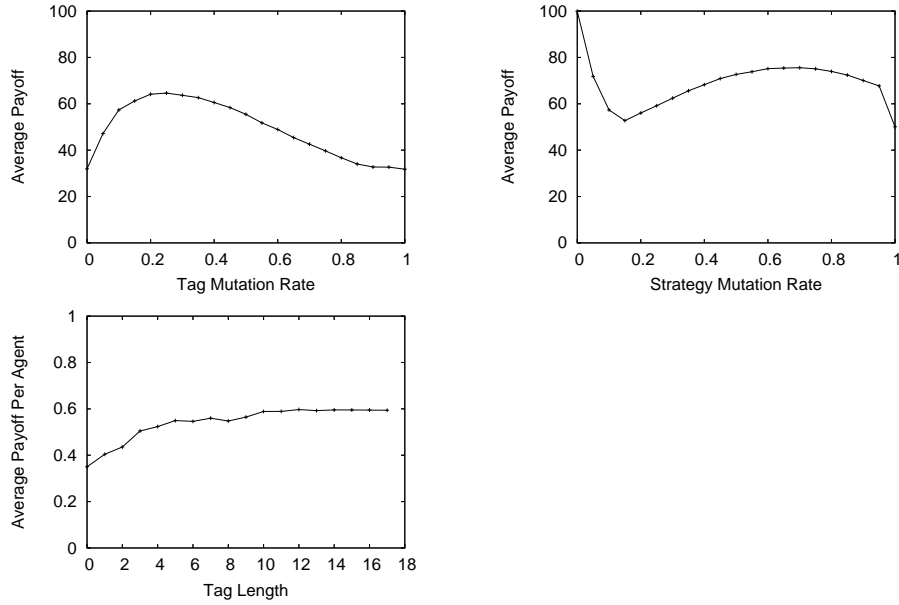 100
80
60
40
20
0
Average Payoff
0 0.2 0.4 0.6 0.8 1
Tag Mutation Rate
100
80
60
40
20
0
Average Payoff
0 0.2 0.4 0.6 0.8 1
Strategy Mutation Rate
1
0.8
0.6
0.4
0.2
0
Average Payoff Per Agent
0 2 4 6 8 10 12 14 16 18
Tag Length